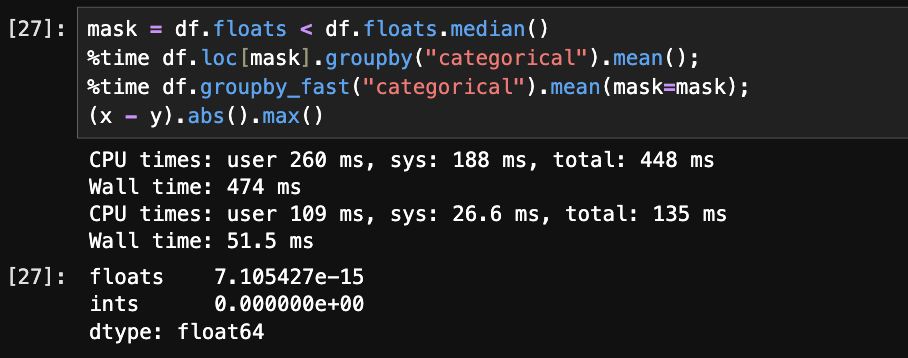 [27]: mask = df.floats < df.floats.median()
%time df.loc[mask].groupby("categorical").mean();
%time df.groupby_fast("categorical").mean(mask=mask);
(x - y).abs().max()
CPU times: user 260 ms, sys: 188 ms, total: 448 ms
Wall time: 474 ms
CPU times: user 109 ms, sys: 26.6 ms, total: 135 ms
Wall time: 51.5 ms
[27]: floats    7.105427e-15
ints      0.000000e+00
dtype: float64